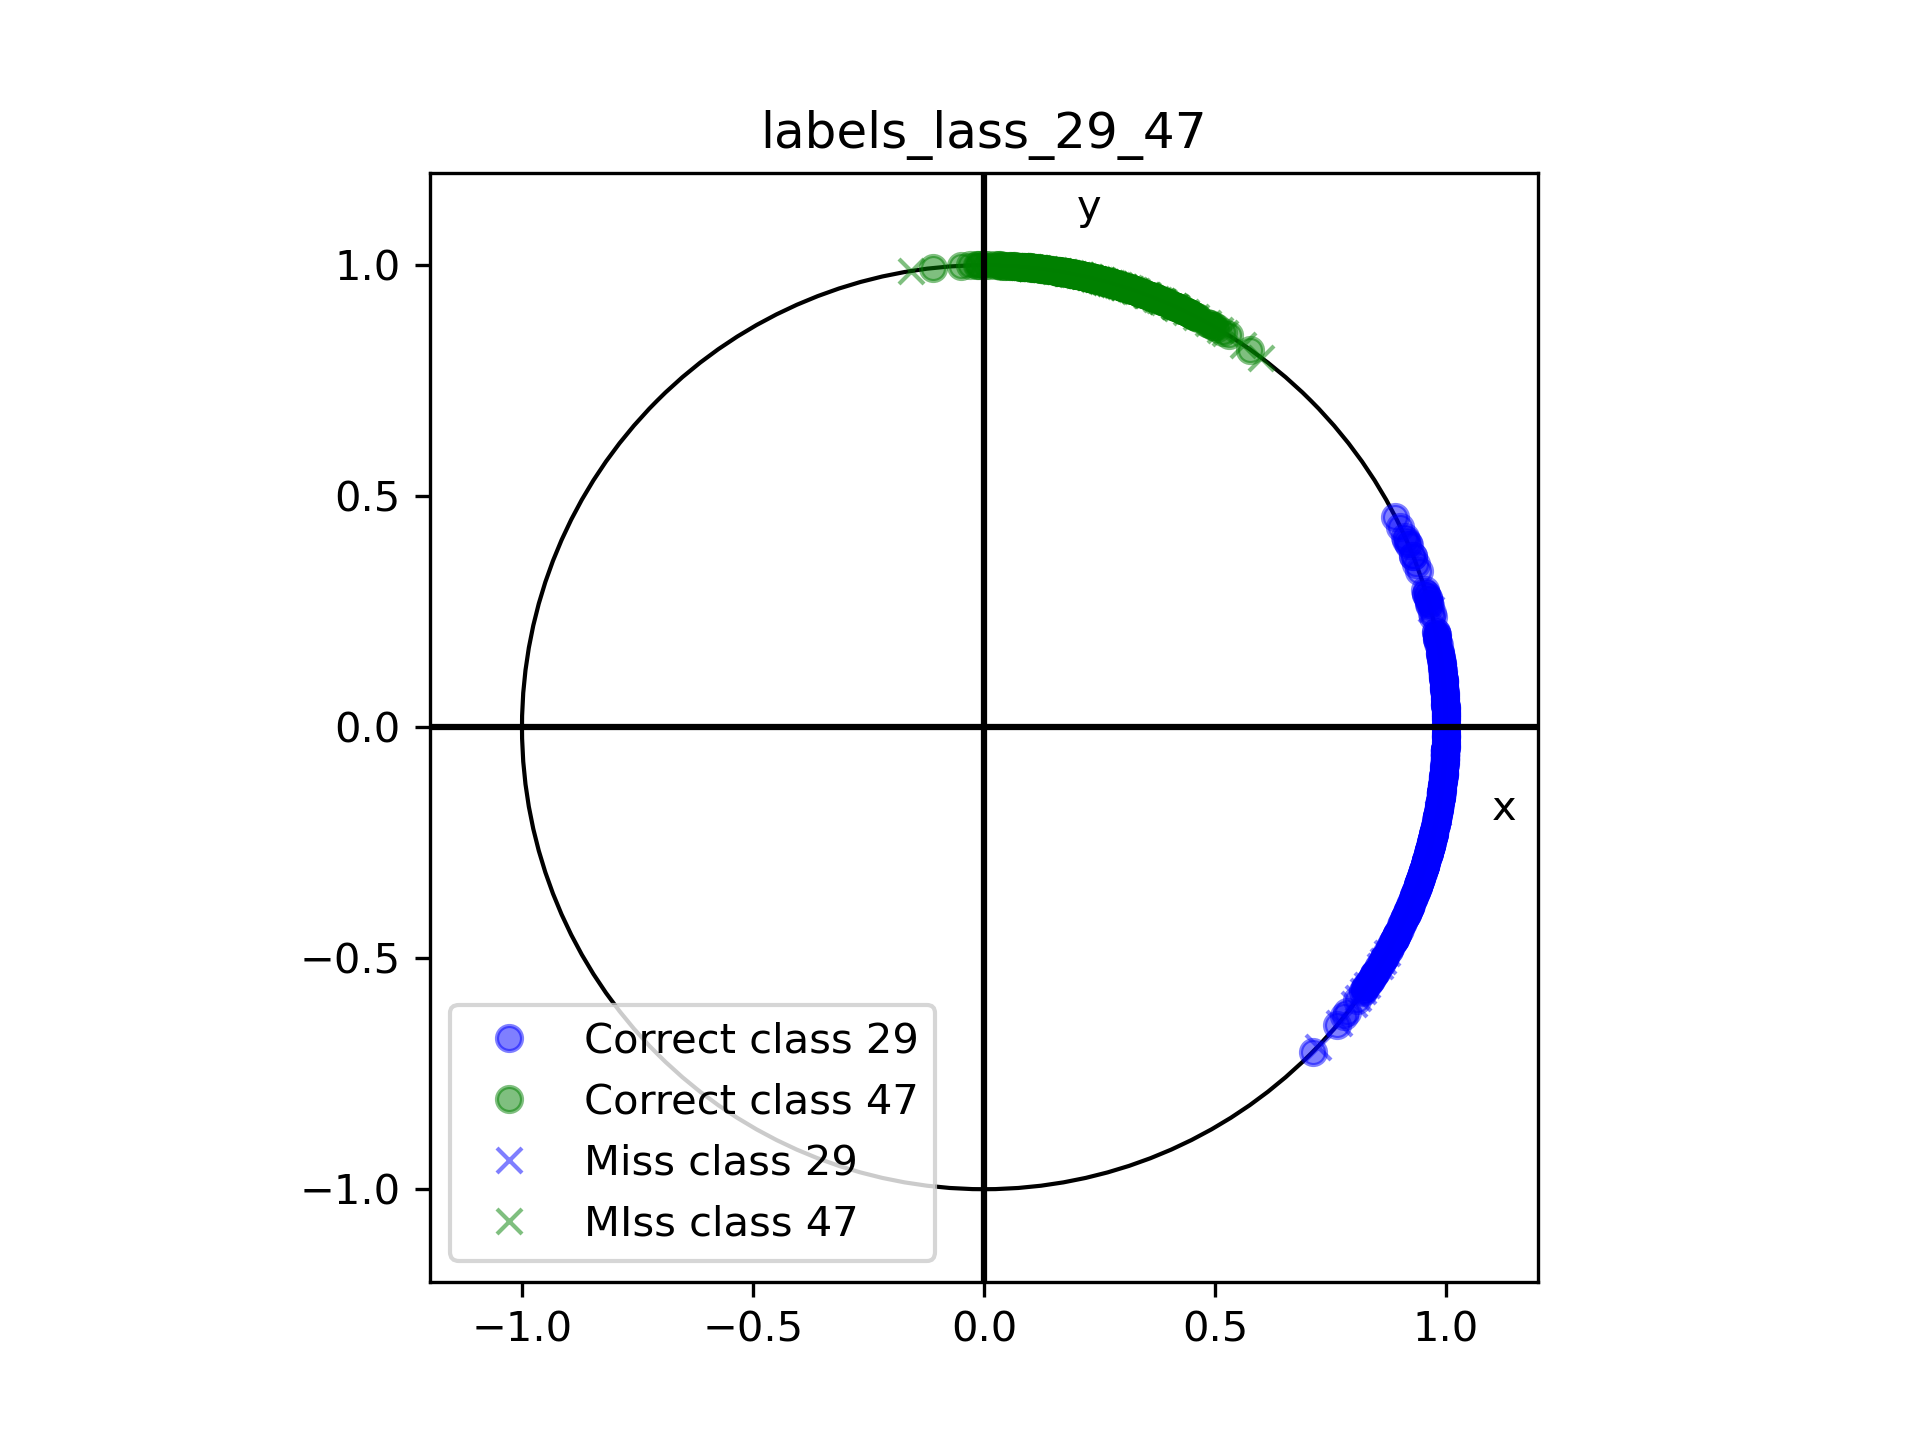 labels_lass_29_47
y
1.0
0.5
0.0
−0.5
−1.0
x
Correct class 29
Correct class 47
Miss class 29
MIss class 47
−1.0 −0.5 0.0 0.5 1.0